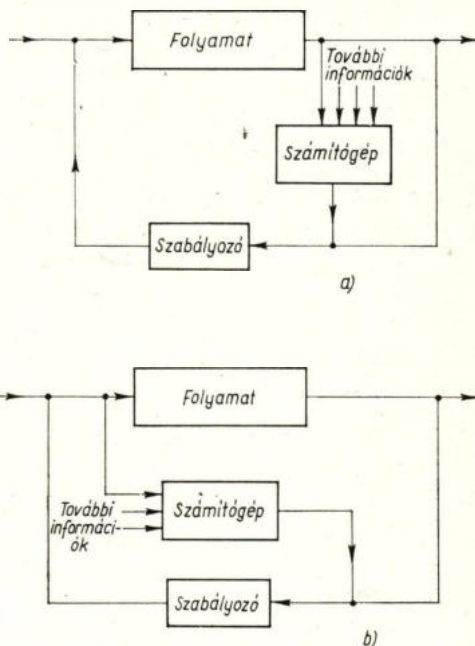 Folyamat
További
információk
Számítógép
Szabályozó
a)
Folyamat
További
informáci-
ók
Számítógép
Szabályozó
b)